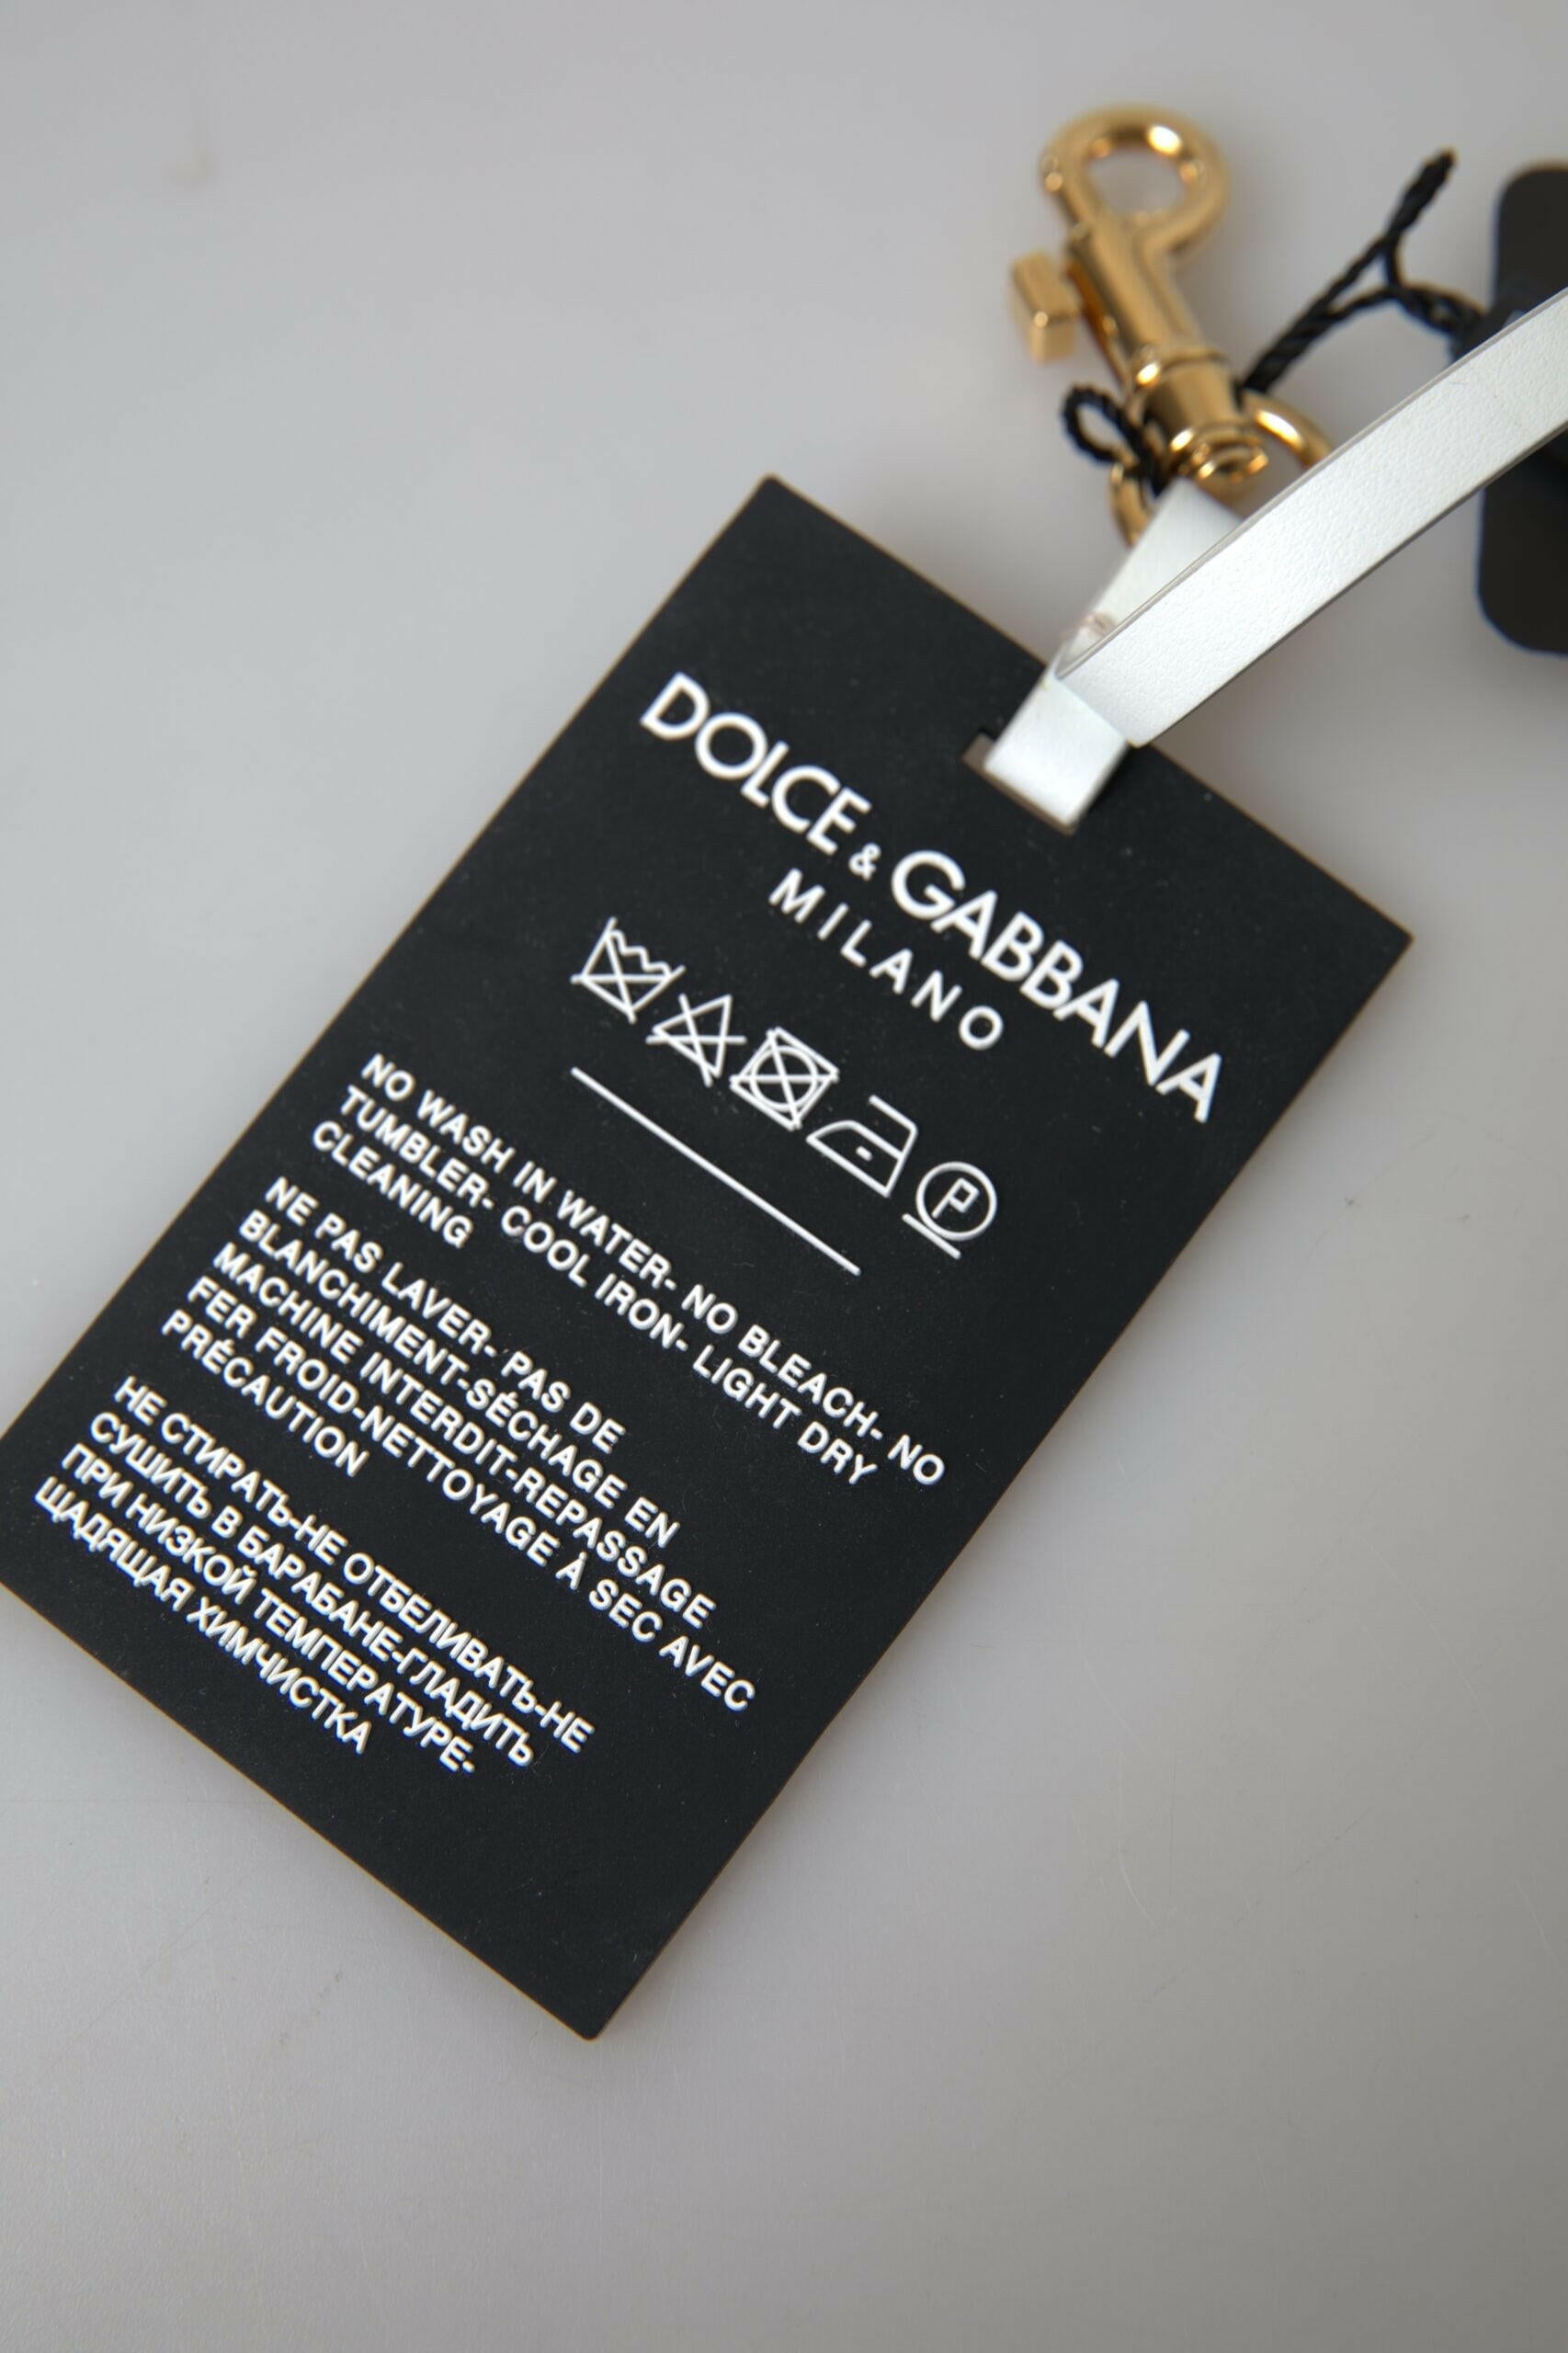 DOLCE & GABBANA
MILANO
P
NO WASH IN WATER- NO BLEACH- NO
TUMBLER- COOL IRON- LIGHT DRY
CLEANING
NE PAS LAVER- PAS DE
BLANCHIMENT-SÉCHAGE EN
MACHINE INTERDIT-REPASSAGE
FER FROID-NETTOYAGE À SEC AVEC
PRÉCAUTION
НЕ СТИРАТЬ-НЕ ОТБЕЛИВАТЬ-НЕ
СУШИТЬ В БАРАБАНЕ-ГЛАДИТЬ
ПРИ НИЗКОЙ ТЕМПЕРАТУРЕ-
ЩАДЯЩАЯ ХИМЧИСТКА